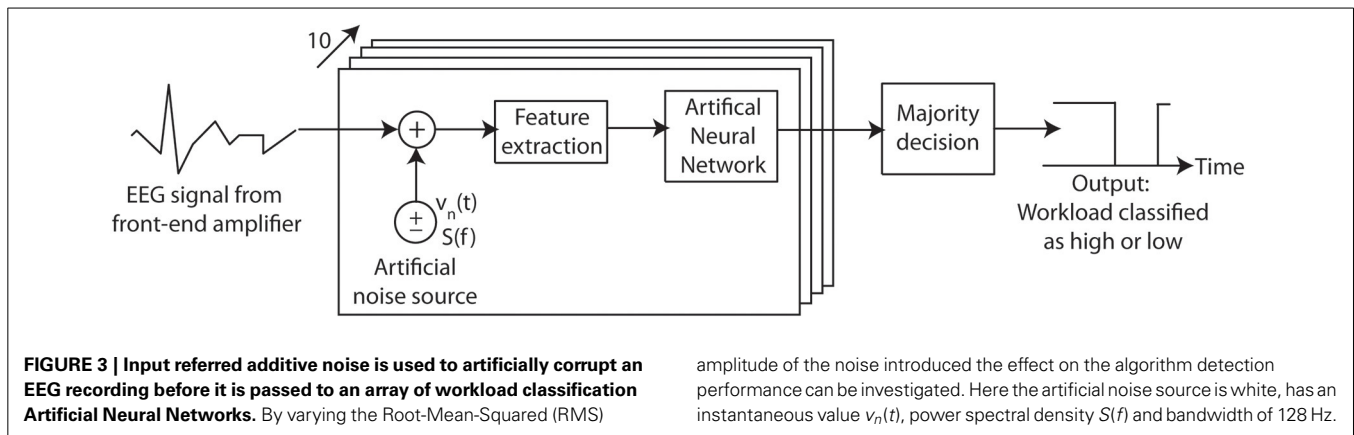 10
EEG signal from
front-end amplifier
+
v_n(t)
±
S(f)
Artificial
noise source
Feature
extraction
Artifical
Neural
Network
Majority
decision
Time
Output:
Workload classified
as high or low
FIGURE 3 | Input referred additive noise is used to artificially corrupt an
EEG recording before it is passed to an array of workload classification
Artificial Neural Networks. By varying the Root-Mean-Squared (RMS)
amplitude of the noise introduced the effect on the algorithm detection
performance can be investigated. Here the artificial noise source is white, has an
instantaneous value v_n(t), power spectral density S(f) and bandwidth of 128 Hz.